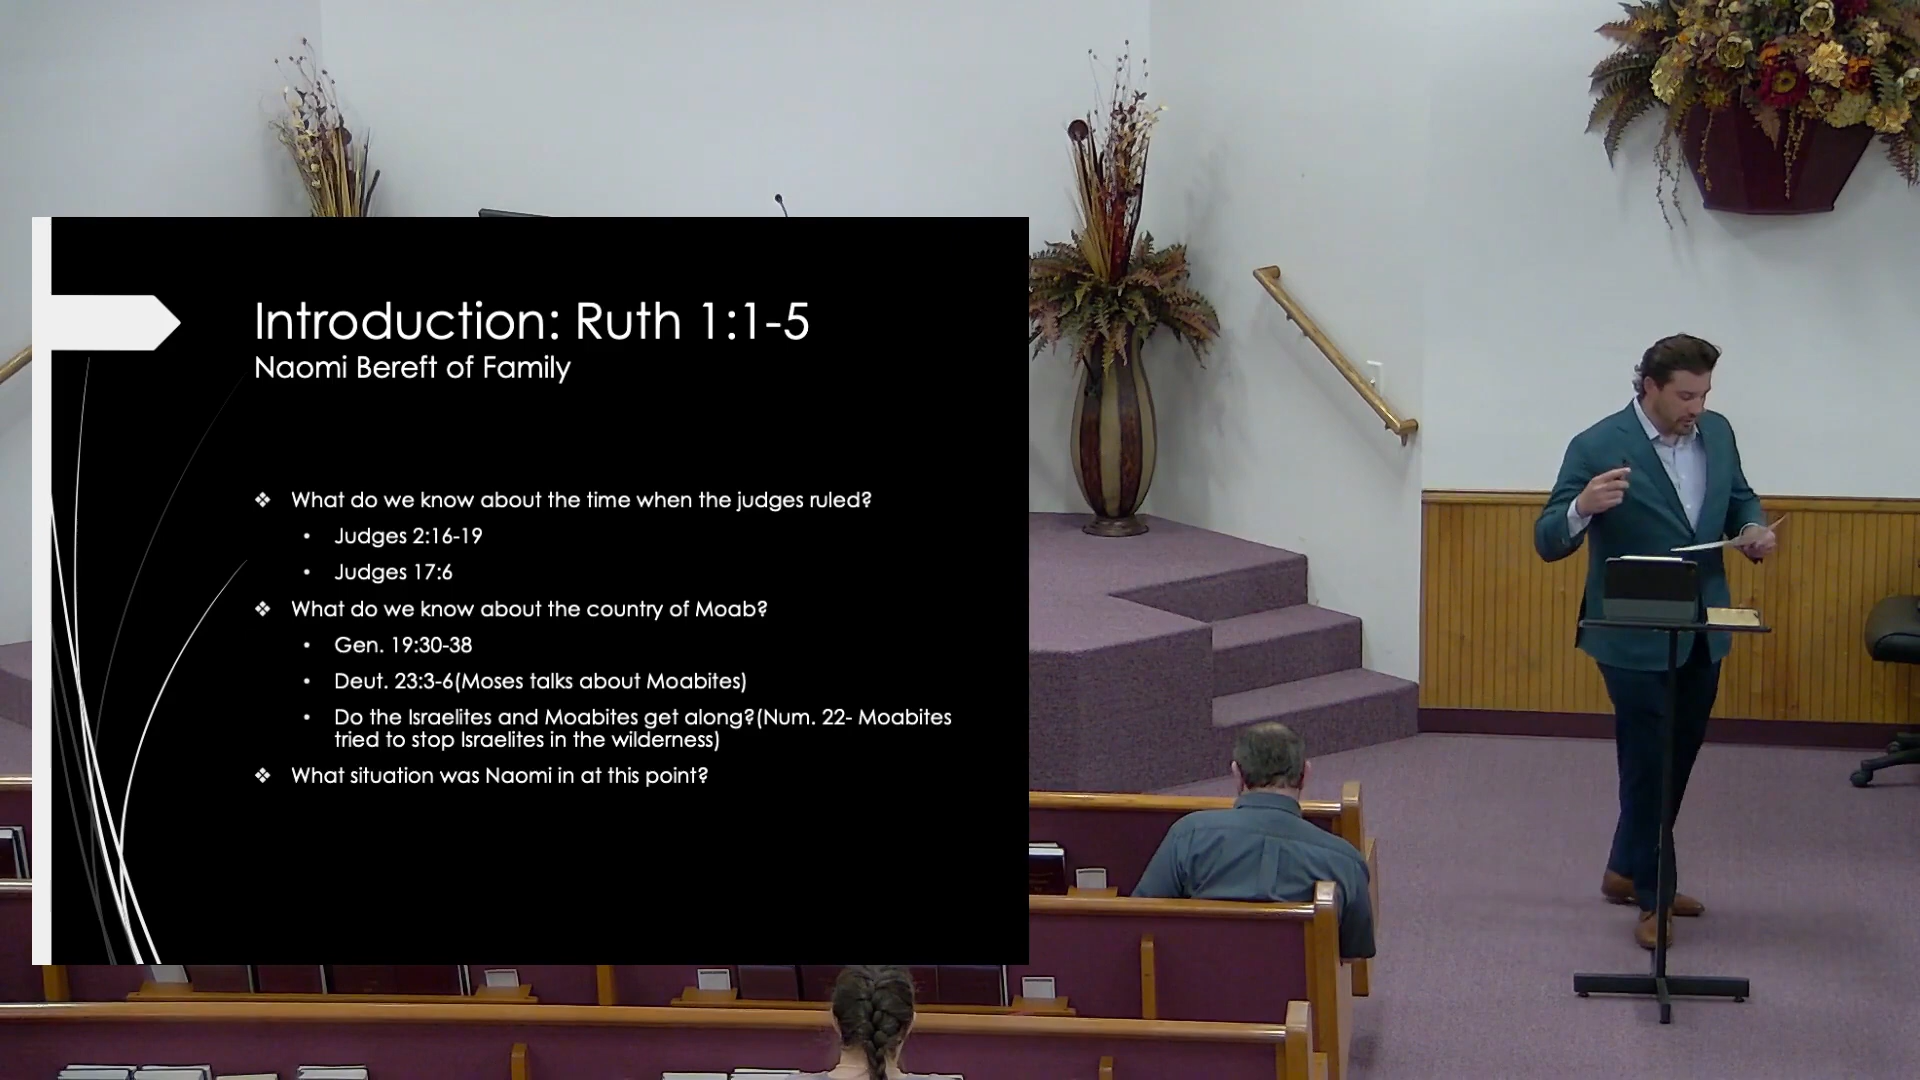 Introduction: Ruth 1:1-5
Naomi Bereft of Family
❖ What do we know about the time when the judges ruled?
• Judges 2:16-19
• Judges 17:6
❖ What do we know about the country of Moab?
• Gen. 19:30-38
• Deut. 23:3-6(Moses talks about Moabites)
• Do the Israelites and Moabites get along?(Num. 22- Moabites
tried to stop Israelites in the wilderness)
❖ What situation was Naomi in at this point?